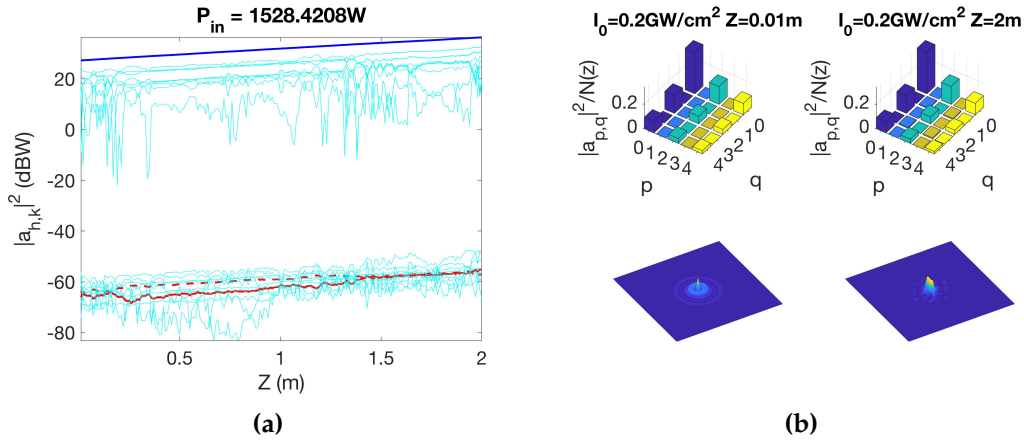 P_in = 1528.4208W
|a_h,k|^2 (dBW)
20
0
-20
-40
-60
-80
0.5
1
1.5
2
Z (m)
(a)
I_0=0.2GW/cm^2 Z=0.01m
|a_p,q|^2/N(z)
0.2
0
0 1 2 3 4
p
4 3 2 1 0
q
I_0=0.2GW/cm^2 Z=2m
|a_p,q|^2/N(z)
0.2
0
0 1 2 3 4
p
4 3 2 1 0
q
(b)